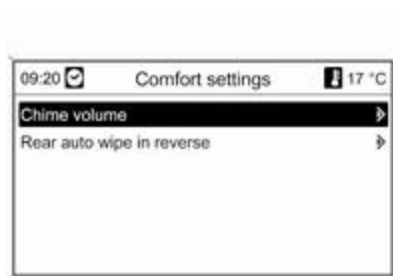 09:20 Comfort settings 17 °C
Chime volume
Rear auto wipe in reverse